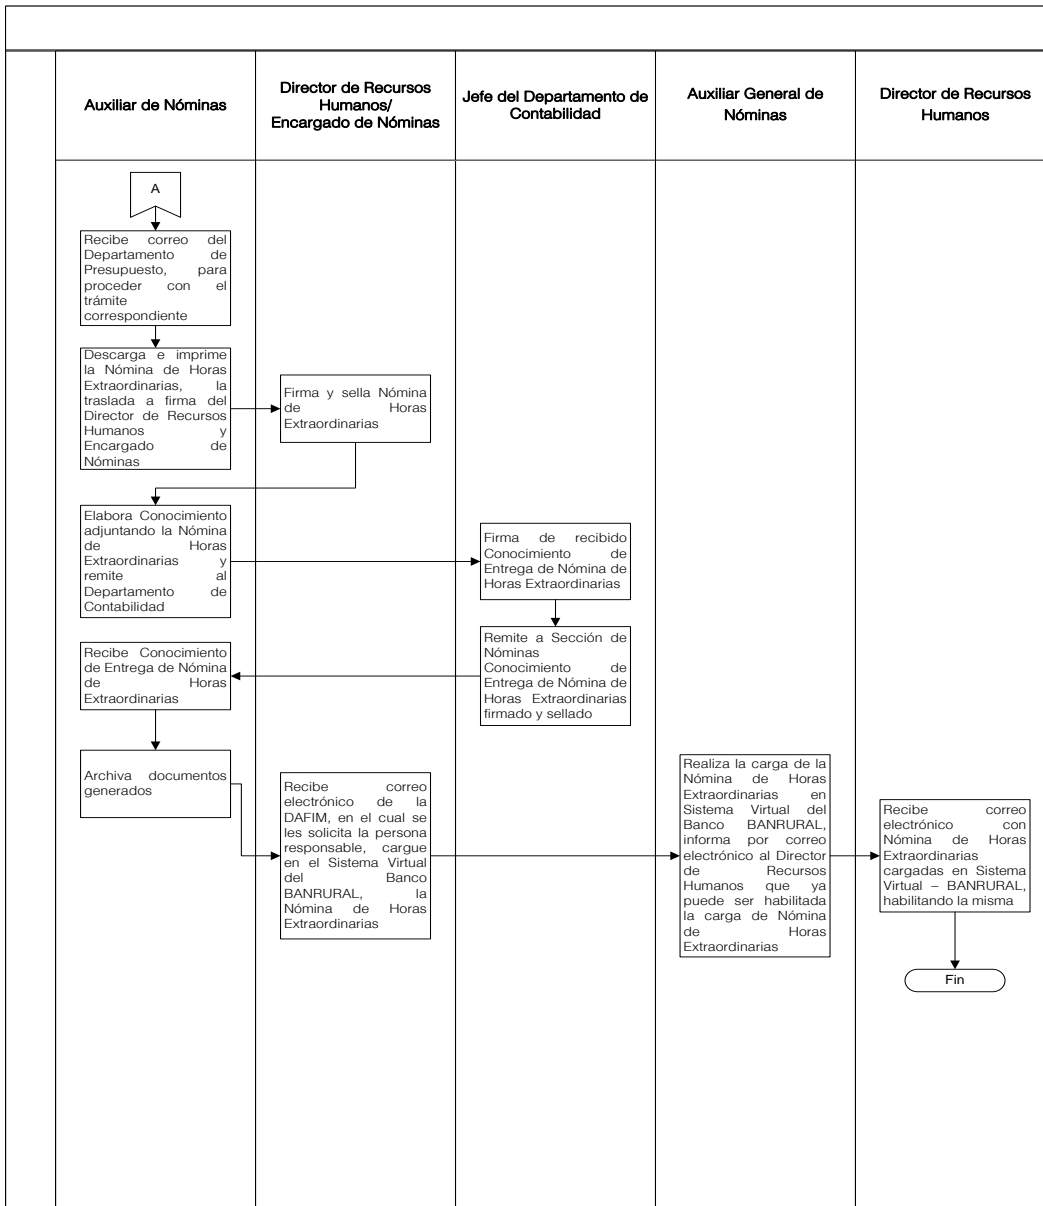 Auxiliar de Nóminas
Director de Recursos
Humanos/
Encargado de Nóminas
Jefe del Departamento de
Contabilidad
Auxiliar General de
Nóminas
Director de Recursos
Humanos
A
Recibe correo del
Departamento de
Presupuesto, para
proceder con el
trámite
correspondiente
Descarga e imprime
la Nómina de Horas
Extraordinarias, la
traslada a firma del
Director de Recursos
Humanos y
Encargado de
Nóminas
Firma y sella Nómina
de Horas
Extraordinarias
Elabora Conocimiento
adjuntando la Nómina
de Horas
Extraordinarias y
remite al
Departamento de
Contabilidad
Firma de recibido
Conocimiento de
Entrega de Nómina de
Horas Extraordinarias
Remite a Sección de
Nóminas
Conocimiento de
Entrega de Nómina de
Horas Extraordinarias
firmado y sellado
Recibe Conocimiento
de Entrega de Nómina
de Horas
Extraordinarias
Archiva documentos
generados
Recibe correo
electrónico de la
DAFIM, en el cual se
les solicita la persona
responsable, cargue
en el Sistema Virtual
del Banco
BANRURAL, la
Nómina de Horas
Extraordinarias
Realiza la carga de la
Nómina de Horas
Extraordinarias en
Sistema Virtual del
Banco BANRURAL,
informa por correo
electrónico al Director
de Recursos
Humanos que ya
puede ser habilitada
la carga de Nómina
de Horas
Extraordinarias
Recibe correo
electrónico con
Nómina de Horas
Extraordinarias
cargadas en Sistema
Virtual – BANRURAL,
habilitando la misma
Fin